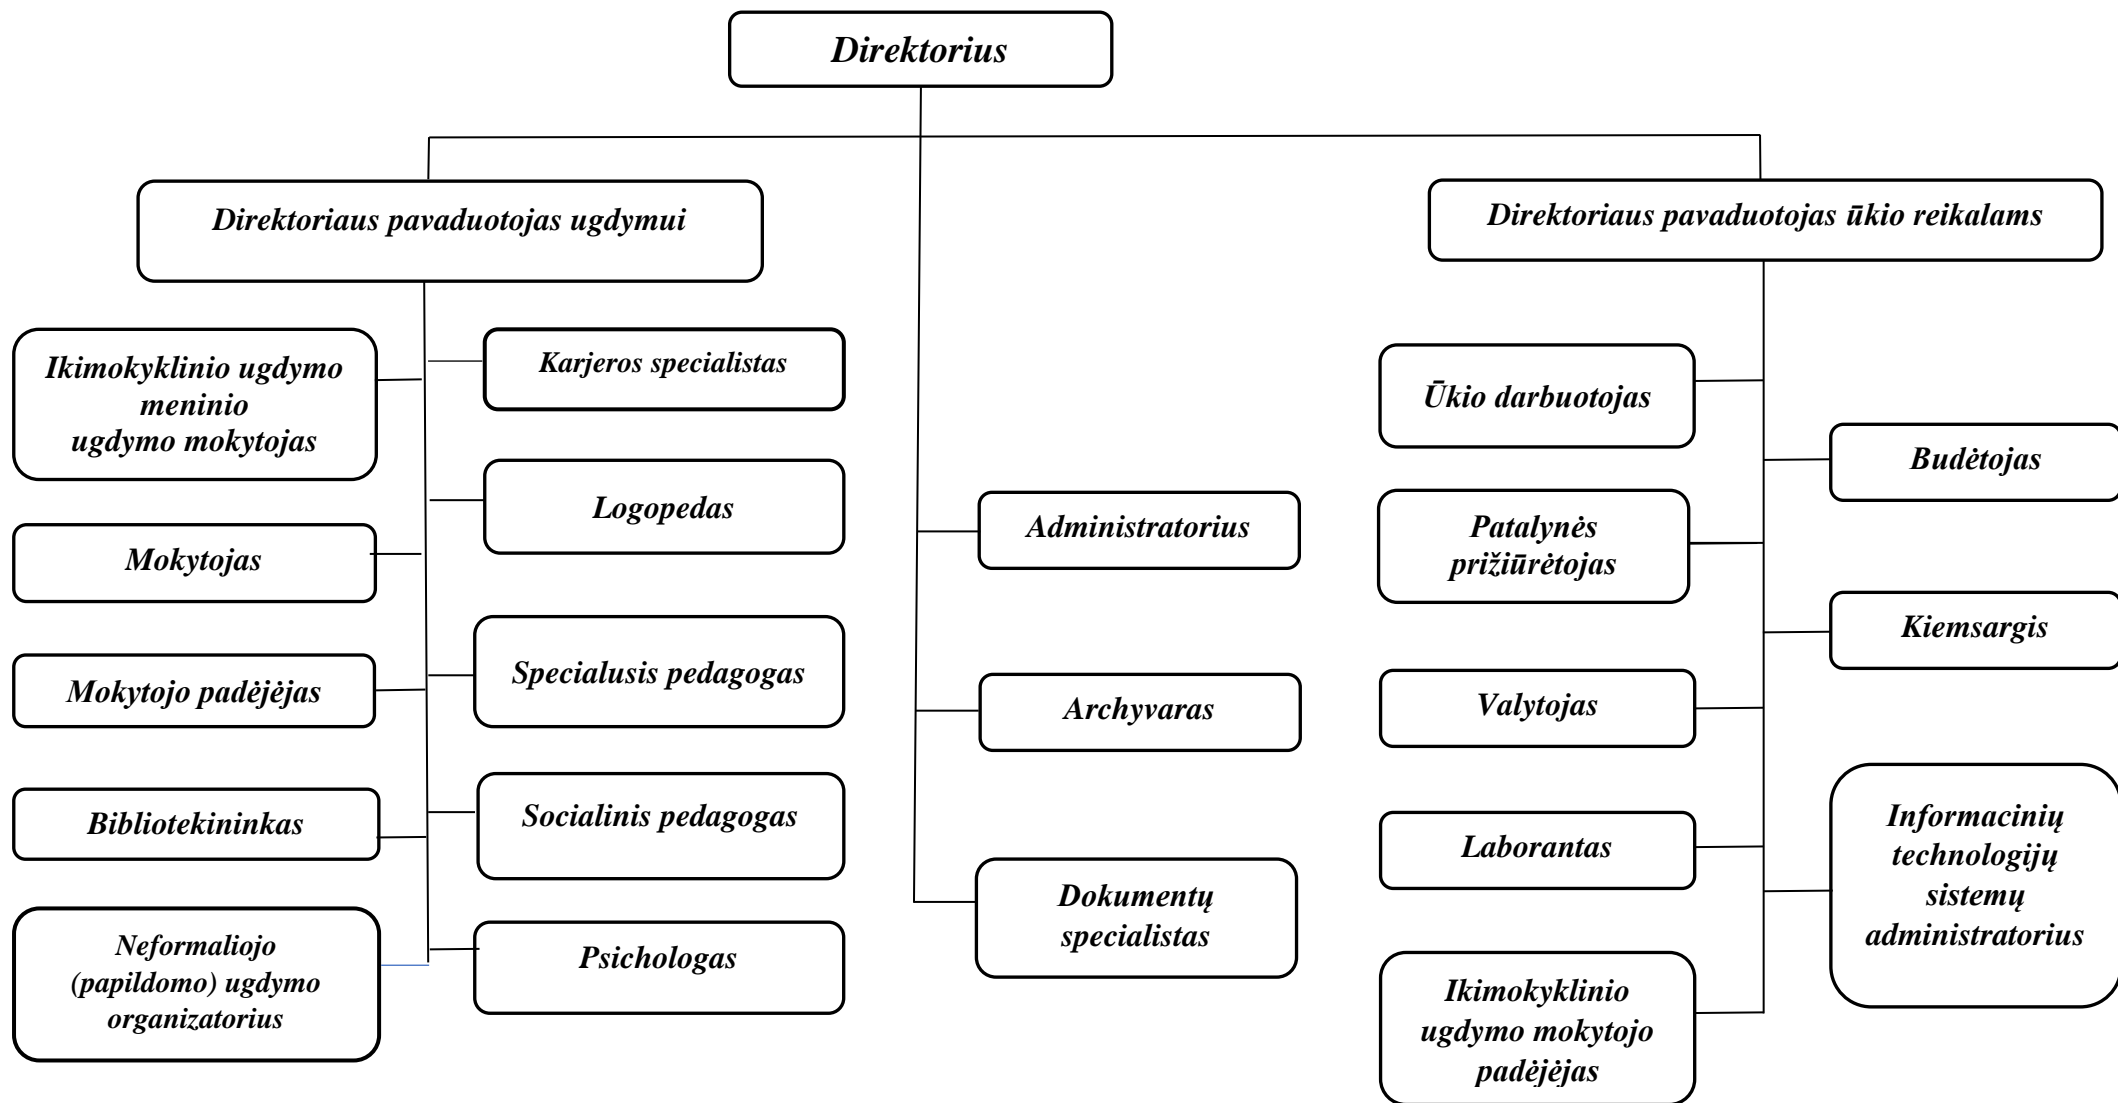 Direktorius
Direktoriaus pavaduotojas ugdymui
Direktoriaus pavaduotojas ūkio reikalams
Ikimokyklinio ugdymo
meninio
ugdymo mokytojas
Mokytojas
Mokytojo padėjėjas
Bibliotekininkas
Neformaliojo
(papildomo) ugdymo
organizatorius
Karjeros specialistas
Logopedas
Specialusis pedagogas
Socialinis pedagogas
Psichologas
Administratorius
Archyvaras
Dokumentų
specialistas
Ūkio darbuotojas
Patalynės
prižiūrėtojas
Valytojas
Laborantas
Ikimokyklinio
ugdymo mokytojo
padėjėjas
Budėtojas
Kiemsargis
Informacinių
technologijų
sistemų
administratorius